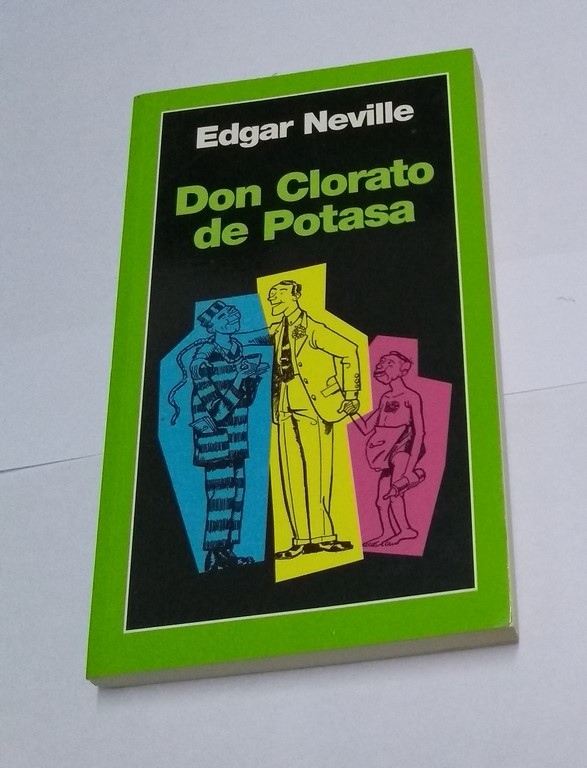 Edgar Neville
Don Clorato
de Potasa